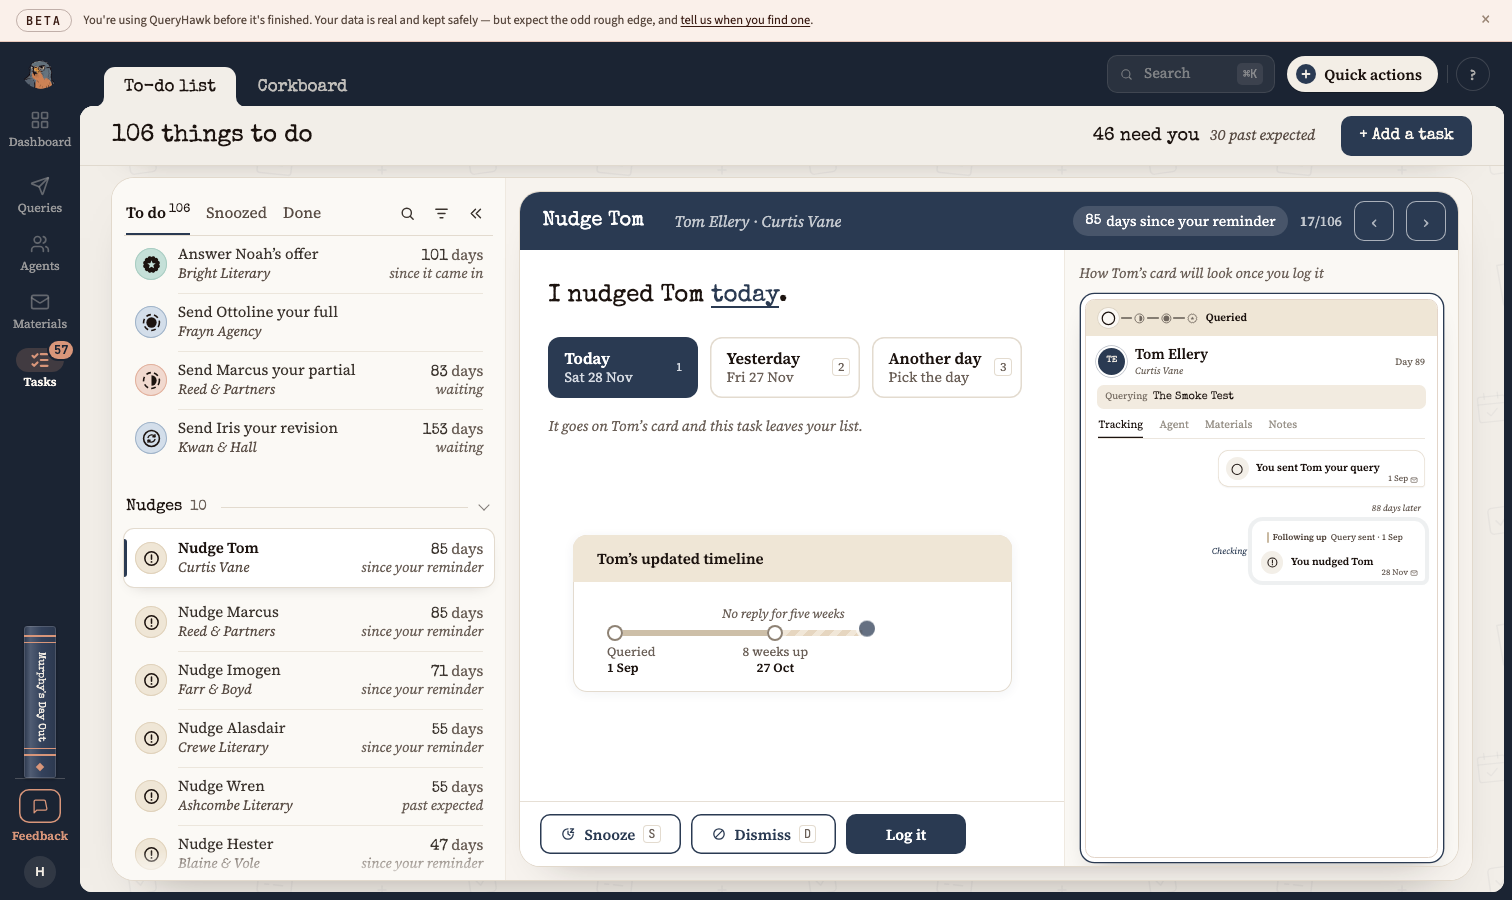 BETA
You're using QueryHawk before it's finished. Your data is real and kept safely — but expect the odd rough edge, and tell us when you find one.
×
To-do list
Corkboard
Search
⌘K
+ Quick actions
?
Dashboard
Queries
Agents
Materials
57
Tasks
Murphy's Day Out
Feedback
H
106 things to do
46 need you
30 past expected
+ Add a task
To do 106
Snoozed
Done
Answer Noah's offer
Bright Literary
101 days
since it came in
Send Ottoline your full
Frayn Agency
Send Marcus your partial
Reed & Partners
83 days
waiting
Send Iris your revision
Kwan & Hall
153 days
waiting
Nudges 10
Nudge Tom
Curtis Vane
85 days
since your reminder
Nudge Marcus
Reed & Partners
85 days
since your reminder
Nudge Imogen
Farr & Boyd
71 days
since your reminder
Nudge Alasdair
Crewe Literary
55 days
since your reminder
Nudge Wren
Ashcombe Literary
55 days
past expected
Nudge Hester
Blaine & Vole
47 days
since your reminder
Nudge Tom
Tom Ellery · Curtis Vane
85 days since your reminder
17/106
I nudged Tom today.
Today
Sat 28 Nov
1
Yesterday
Fri 27 Nov
2
Another day
Pick the day
3
It goes on Tom's card and this task leaves your list.
Tom's updated timeline
No reply for five weeks
Queried
1 Sep
8 weeks up
27 Oct
Snooze S
Dismiss D
Log it
How Tom's card will look once you log it
Queried
TE
Tom Ellery
Curtis Vane
Day 89
Querying The Smoke Test
Tracking
Agent
Materials
Notes
You sent Tom your query
1 Sep
88 days later
Checking
Following up Query sent · 1 Sep
You nudged Tom
28 Nov